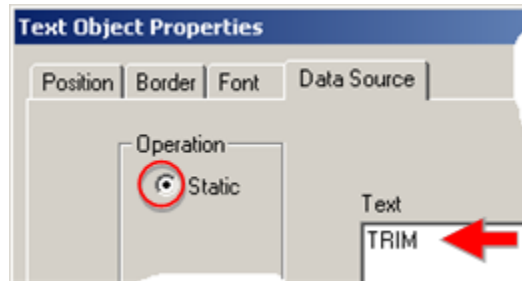 Text Object Properties
Position Border Font Data Source
Operation
Static
Text
TRIM